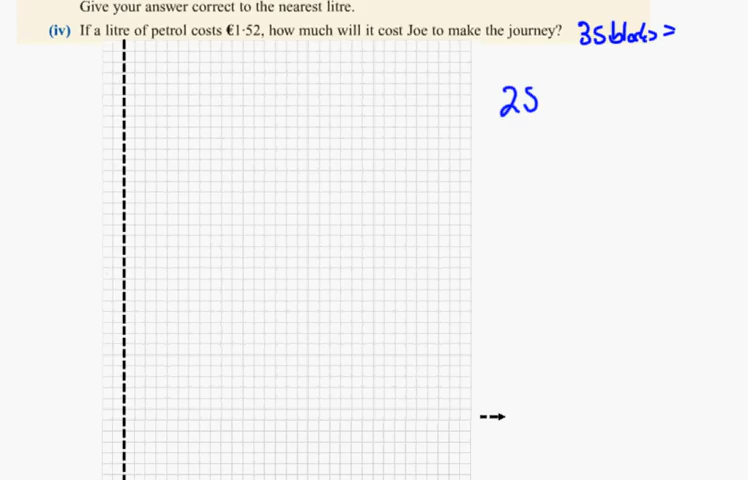 Give your answer correct to the nearest litre.
(iv) If a litre of petrol costs €1·52, how much will it cost Joe to make the journey? 35 blocks =
25